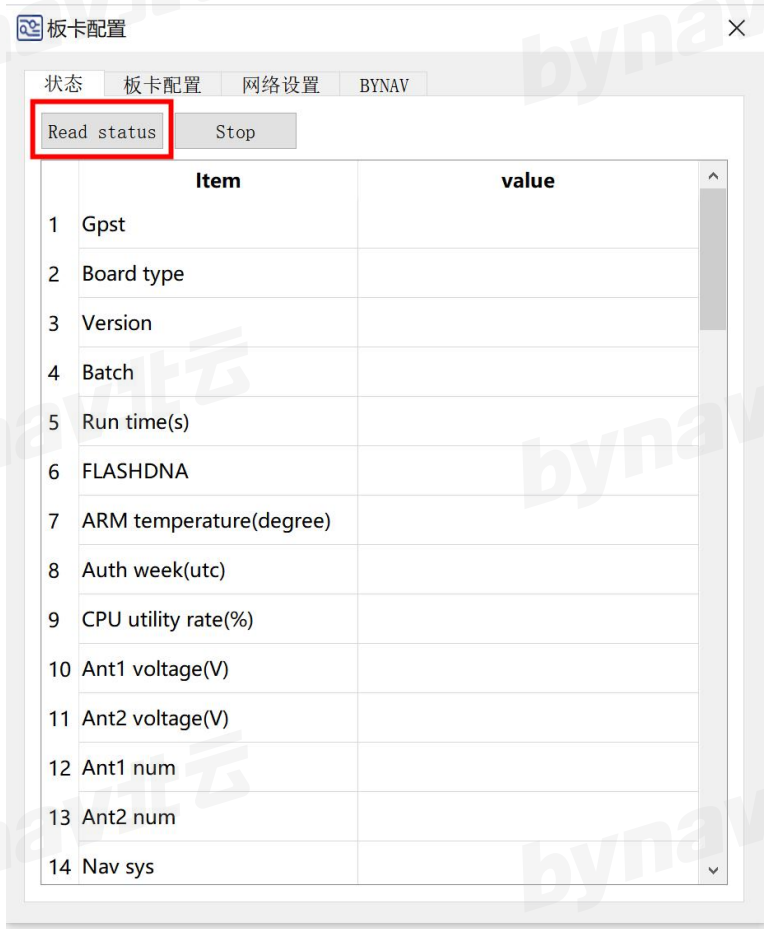 板卡配置
状态 板卡配置 网络设置 BYNAV
Read status Stop
Item value
1 Gpst
2 Board type
3 Version
4 Batch
5 Run time(s)
6 FLASHDNA
7 ARM temperature(degree)
8 Auth week(utc)
9 CPU utility rate(%)
10 Ant1 voltage(V)
11 Ant2 voltage(V)
12 Ant1 num
13 Ant2 num
14 Nav sys
bynav